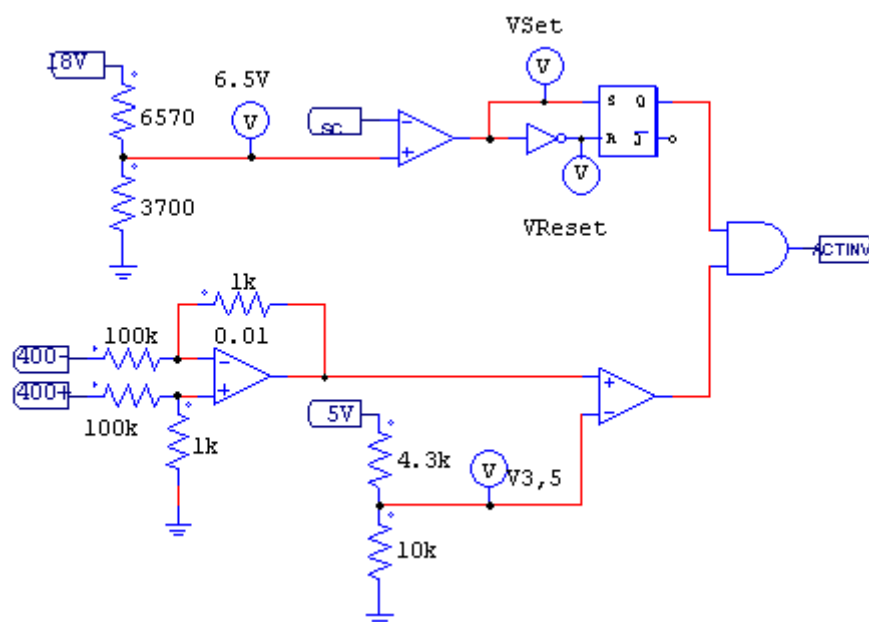 VSet
18V
6.5V
V
V
S Q
6570
SC
R J
V
3700
VReset
ACTINV
1k
100k
0.01
400-
400+
100k
5V
1k
4.3k
V
V3,5
10k